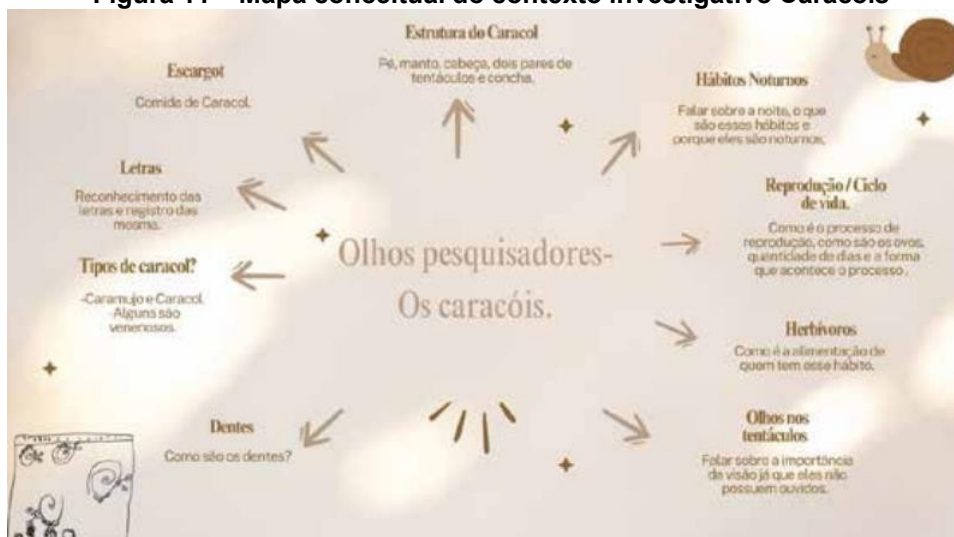 Figura 11 – Mapa conceitual do contexto investigativo Caracóis
Estrutura do Caracol
Pé, manto, cabeça, dois pares de
tentáculos e concha.
Escargot
Comida de Caracol.
Hábitos Noturnos
Falar sobre a noite, o que
são esses hábitos e
porque eles são noturnos,
Letras
Reconhecimento das
letras e registro das
mesma.
Reprodução / Ciclo
de vida.
Como é o processo de
reprodução, como são os ovos,
quantidade de dias e a forma
que acontece o processo.
Olhos pesquisadores-
Os caracóis.
Tipos de caracol?
-Caramujo e Caracol.
-Alguns são
venenosos.
Herbívoros
Como é a alimentação de
quem tem esse hábito.
Dentes
Como são os dentes?
Olhos nos
tentáculos
Falar sobre a importância
da visão já que eles não
possuem ouvidos.